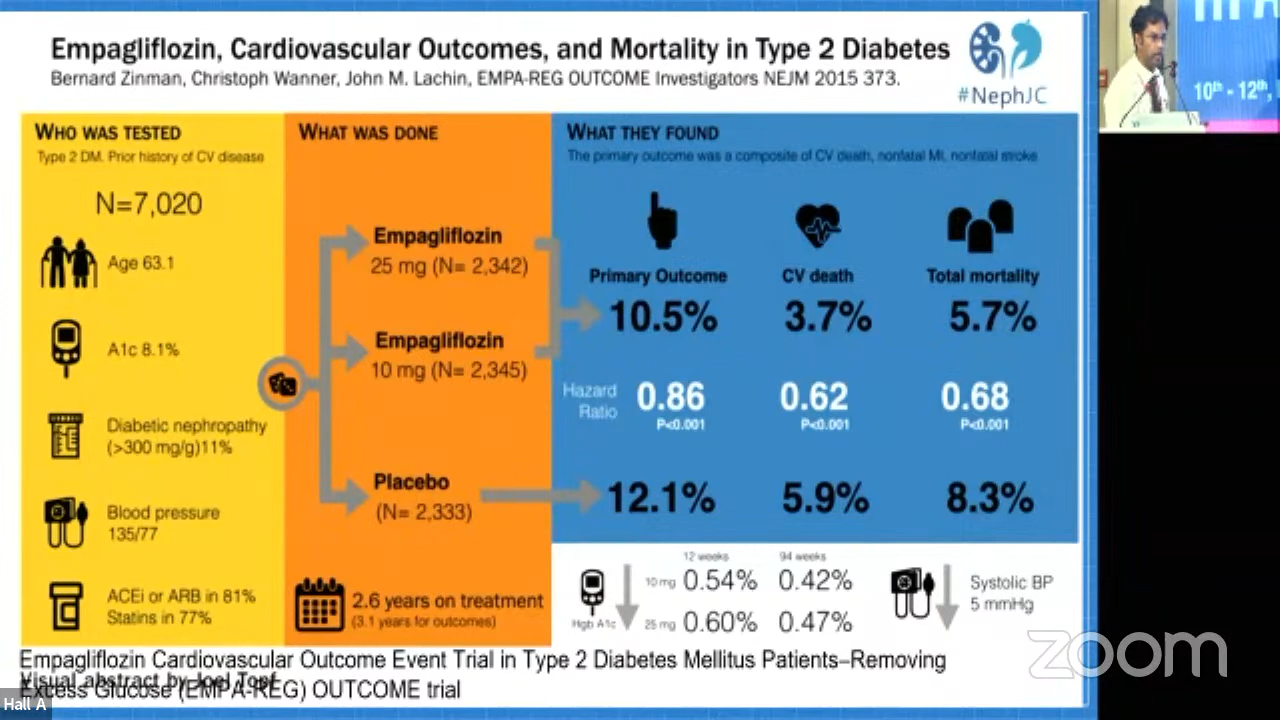 Empagliflozin, Cardiovascular Outcomes, and Mortality in Type 2 Diabetes
Bernard Zinman, Christoph Wanner, John M. Lachin, EMPA-REG OUTCOME Investigators NEJM 2015 373.
#NephJC
10th - 12th,
WHO WAS TESTED
Type 2 DM. Prior history of CV disease
N=7,020
Age 63.1
A1c 8.1%
Diabetic nephropathy
(>300 mg/g)11%
Blood pressure
135/77
ACEi or ARB in 81%
Statins in 77%
WHAT WAS DONE
Empagliflozin
25 mg (N= 2,342)
Empagliflozin
10 mg (N= 2,345)
Placebo
(N= 2,333)
2.6 years on treatment
(3.1 years for outcomes)
WHAT THEY FOUND
The primary outcome was a composite of CV death, nonfatal MI, nonfatal stroke
Primary Outcome CV death Total mortality
10.5% 3.7% 5.7%
Hazard Ratio 0.86 0.62 0.68
P<0.001 P<0.001 P<0.001
12.1% 5.9% 8.3%
12 weeks 94 weeks
10 mg 0.54% 0.42%
Hgb A1c 25 mg 0.60% 0.47%
Systolic BP
5 mmHg
zoom
Empagliflozin Cardiovascular Outcome Event Trial in Type 2 Diabetes Mellitus Patients–Removing
Visual abstract by Joel Topf
Excess Glucose (EMPA-REG) OUTCOME trial
Hall A